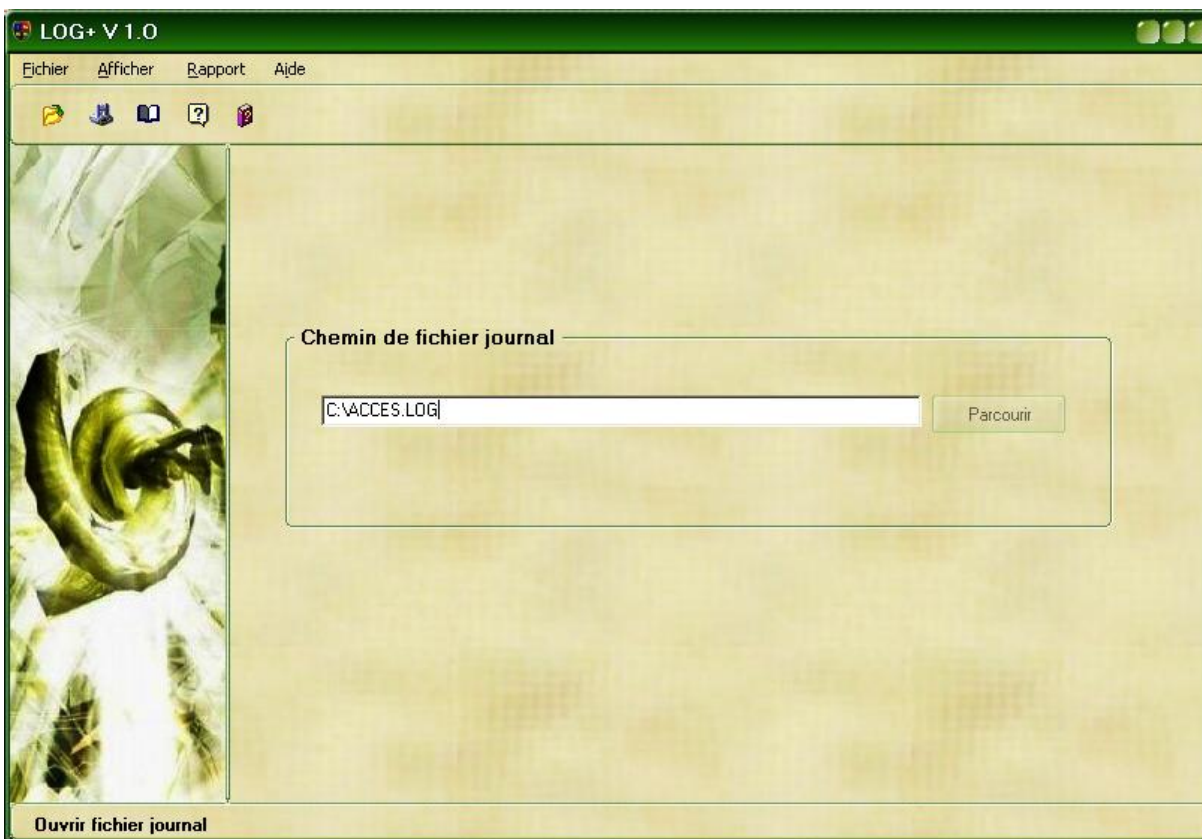 LOG+ V 1.0
Fichier Afficher Rapport Aide
Chemin de fichier journal
C:\ACCES.LOG
Parcourir
Ouvrir fichier journal